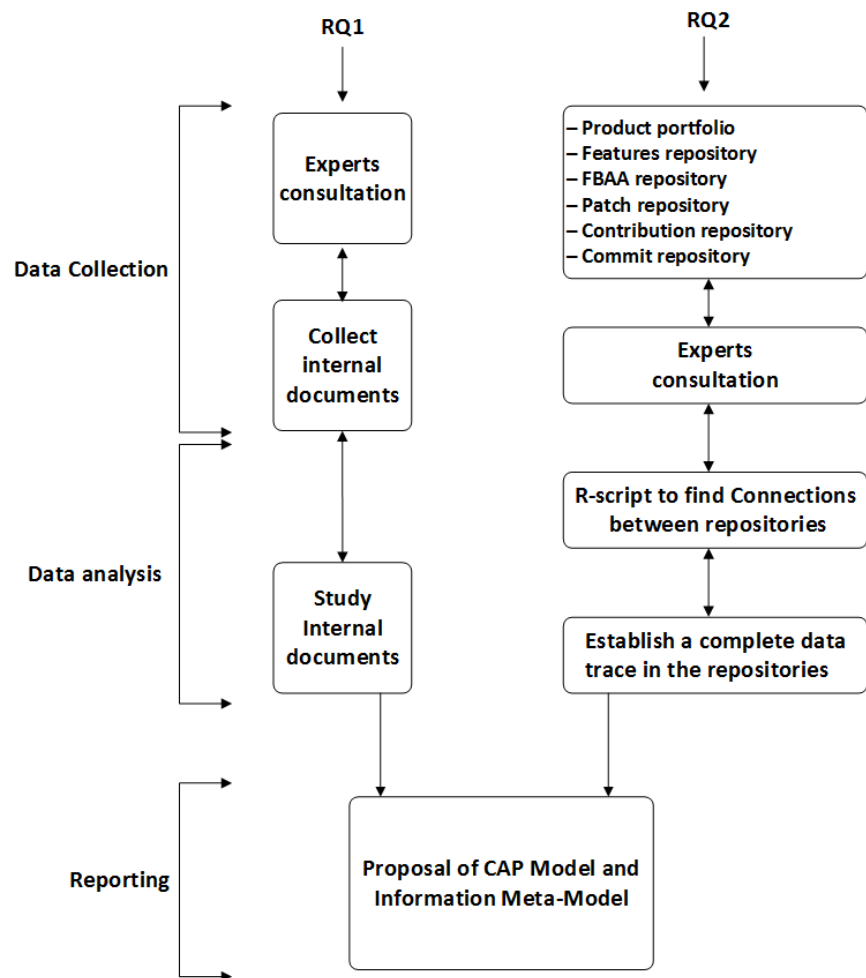 RQ1
RQ2
Data Collection
Experts
consultation
Collect
internal
documents
– Product portfolio
– Features repository
– FBAA repository
– Patch repository
– Contribution repository
– Commit repository
Experts
consultation
Data analysis
Study
Internal
documents
R-script to find Connections
between repositories
Establish a complete data
trace in the repositories
Reporting
Proposal of CAP Model and
Information Meta-Model